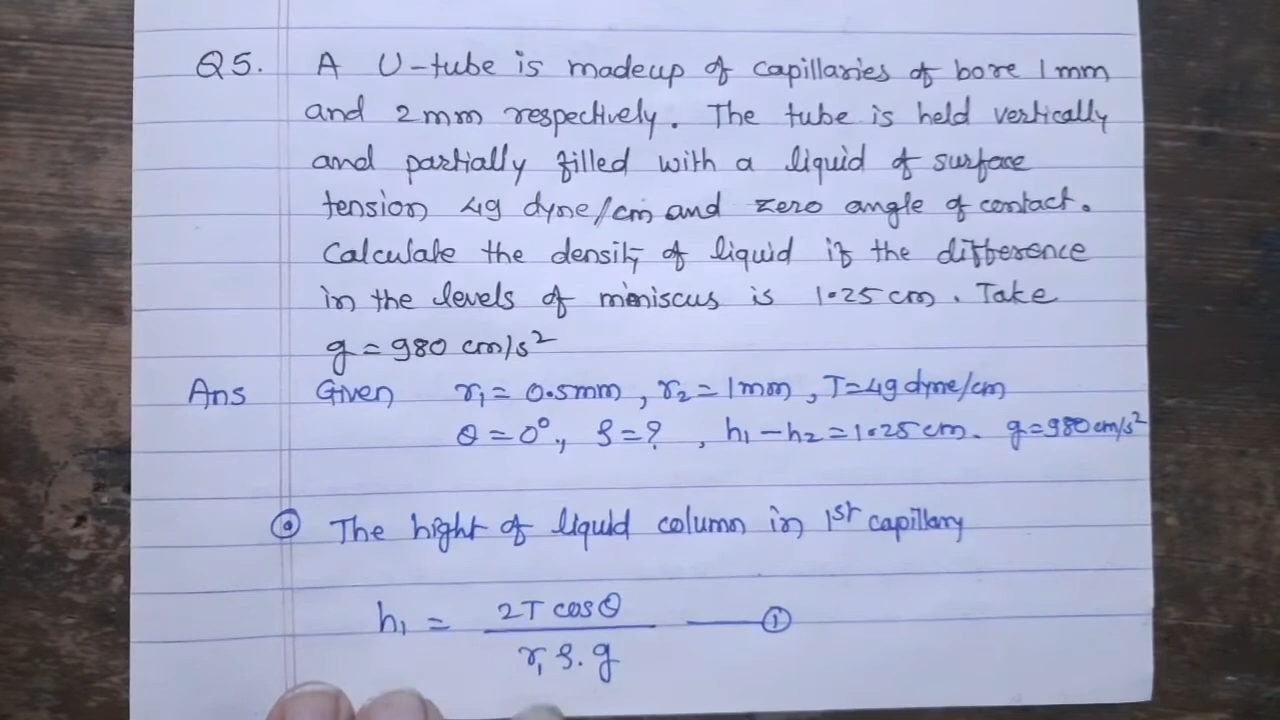 Q5. A U-tube is madeup of capillaries of bore 1mm
and 2mm respectively. The tube is held vertically
and partially filled with a liquid of surface
tension 49 dyne/cm and zero angle of contact.
Calculate the density of liquid if the difference
in the levels of meniscus is 1.25 cm. Take
g = 980 cm/s²
Ans Given r₁ = 0.5mm, r₂ = 1mm, T=49 dyne/cm
θ = 0°, ρ = ?, h₁ - h₂ = 1.25 cm. g = 980 cm/s²
The hight of liquid column in 1st capillary
h₁ = 2T cosθ / r₁ ρ. g —— ①